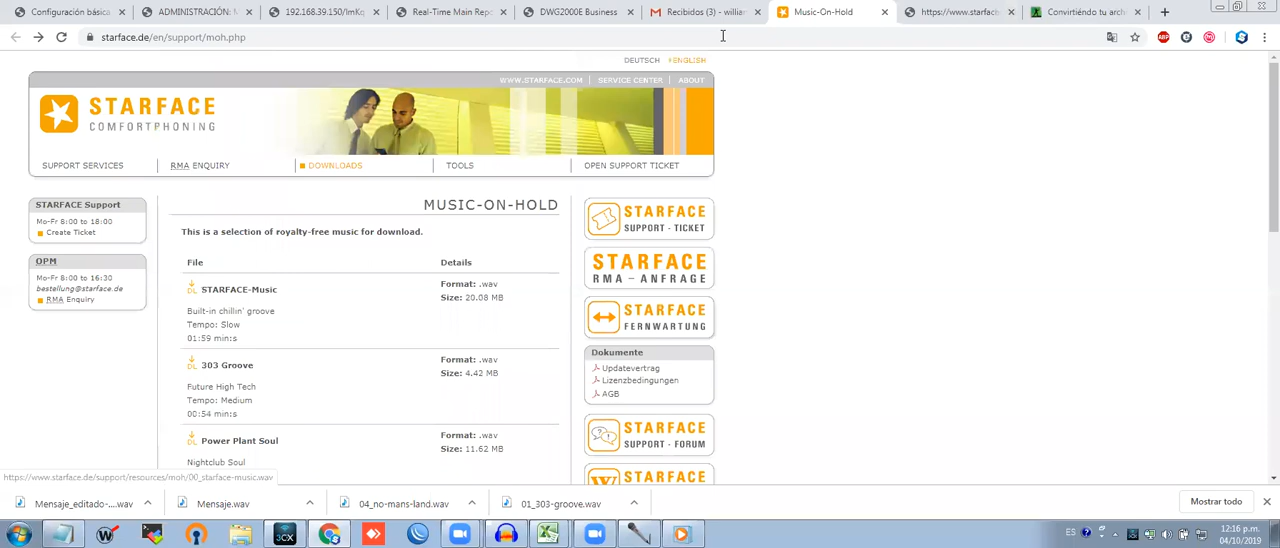 Configuración básica
ADMINISTRACIÓN: M
192.168.39.150/ImKq
Real-Time Main Repo
DWG2000E Business
Recibidos (3) - willian
Music-On-Hold
https://www.starface
Convirtiéndo tu arch
starface.de/en/support/moh.php
DEUTSCH ENGLISH
WWW.STARFACE.COM SERVICE CENTER ABOUT
STARFACE
COMFORTPHONING
SUPPORT SERVICES
RMA ENQUIRY
DOWNLOADS
TOOLS
OPEN SUPPORT TICKET
STARFACE Support
Mo-Fr 8:00 to 18:00
Create Ticket
OPM
Mo-Fr 8:00 to 16:30
bestellung@starface.de
RMA Enquiry
MUSIC-ON-HOLD
This is a selection of royalty-free music for download.
File Details
DL STARFACE-Music
Built-in chillin' groove
Tempo: Slow
01:59 min:s
Format: .wav
Size: 20.08 MB
DL 303 Groove
Future High Tech
Tempo: Medium
00:54 min:s
Format: .wav
Size: 4.42 MB
DL Power Plant Soul
Nightclub Soul
Format: .wav
Size: 11.62 MB
STARFACE
SUPPORT - TICKET
STARFACE
RMA - ANFRAGE
STARFACE
FERNWARTUNG
Dokumente
Updatevertrag
Lizenzbedingungen
AGB
STARFACE
SUPPORT - FORUM
STARFACE
https://www.starface.de/support/resources/moh/00_starface-music.wav
Mensaje_editado-....wav
Mensaje.wav
04_no-mans-land.wav
01_303-groove.wav
Mostrar todo
3CX
ES
12:16 p.m.
04/10/2019